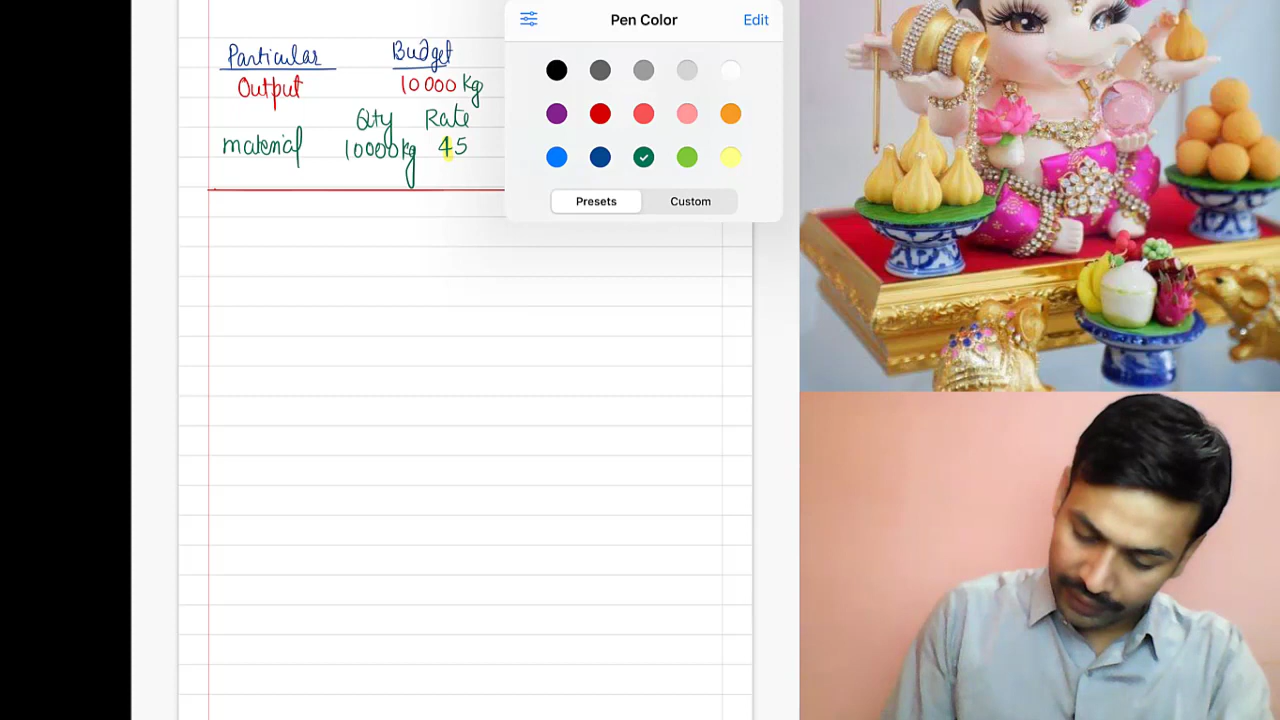 Pen Color Edit
Particular Budget
Output 10000 kg
Qty Rate
material 10000kg 45
Presets Custom